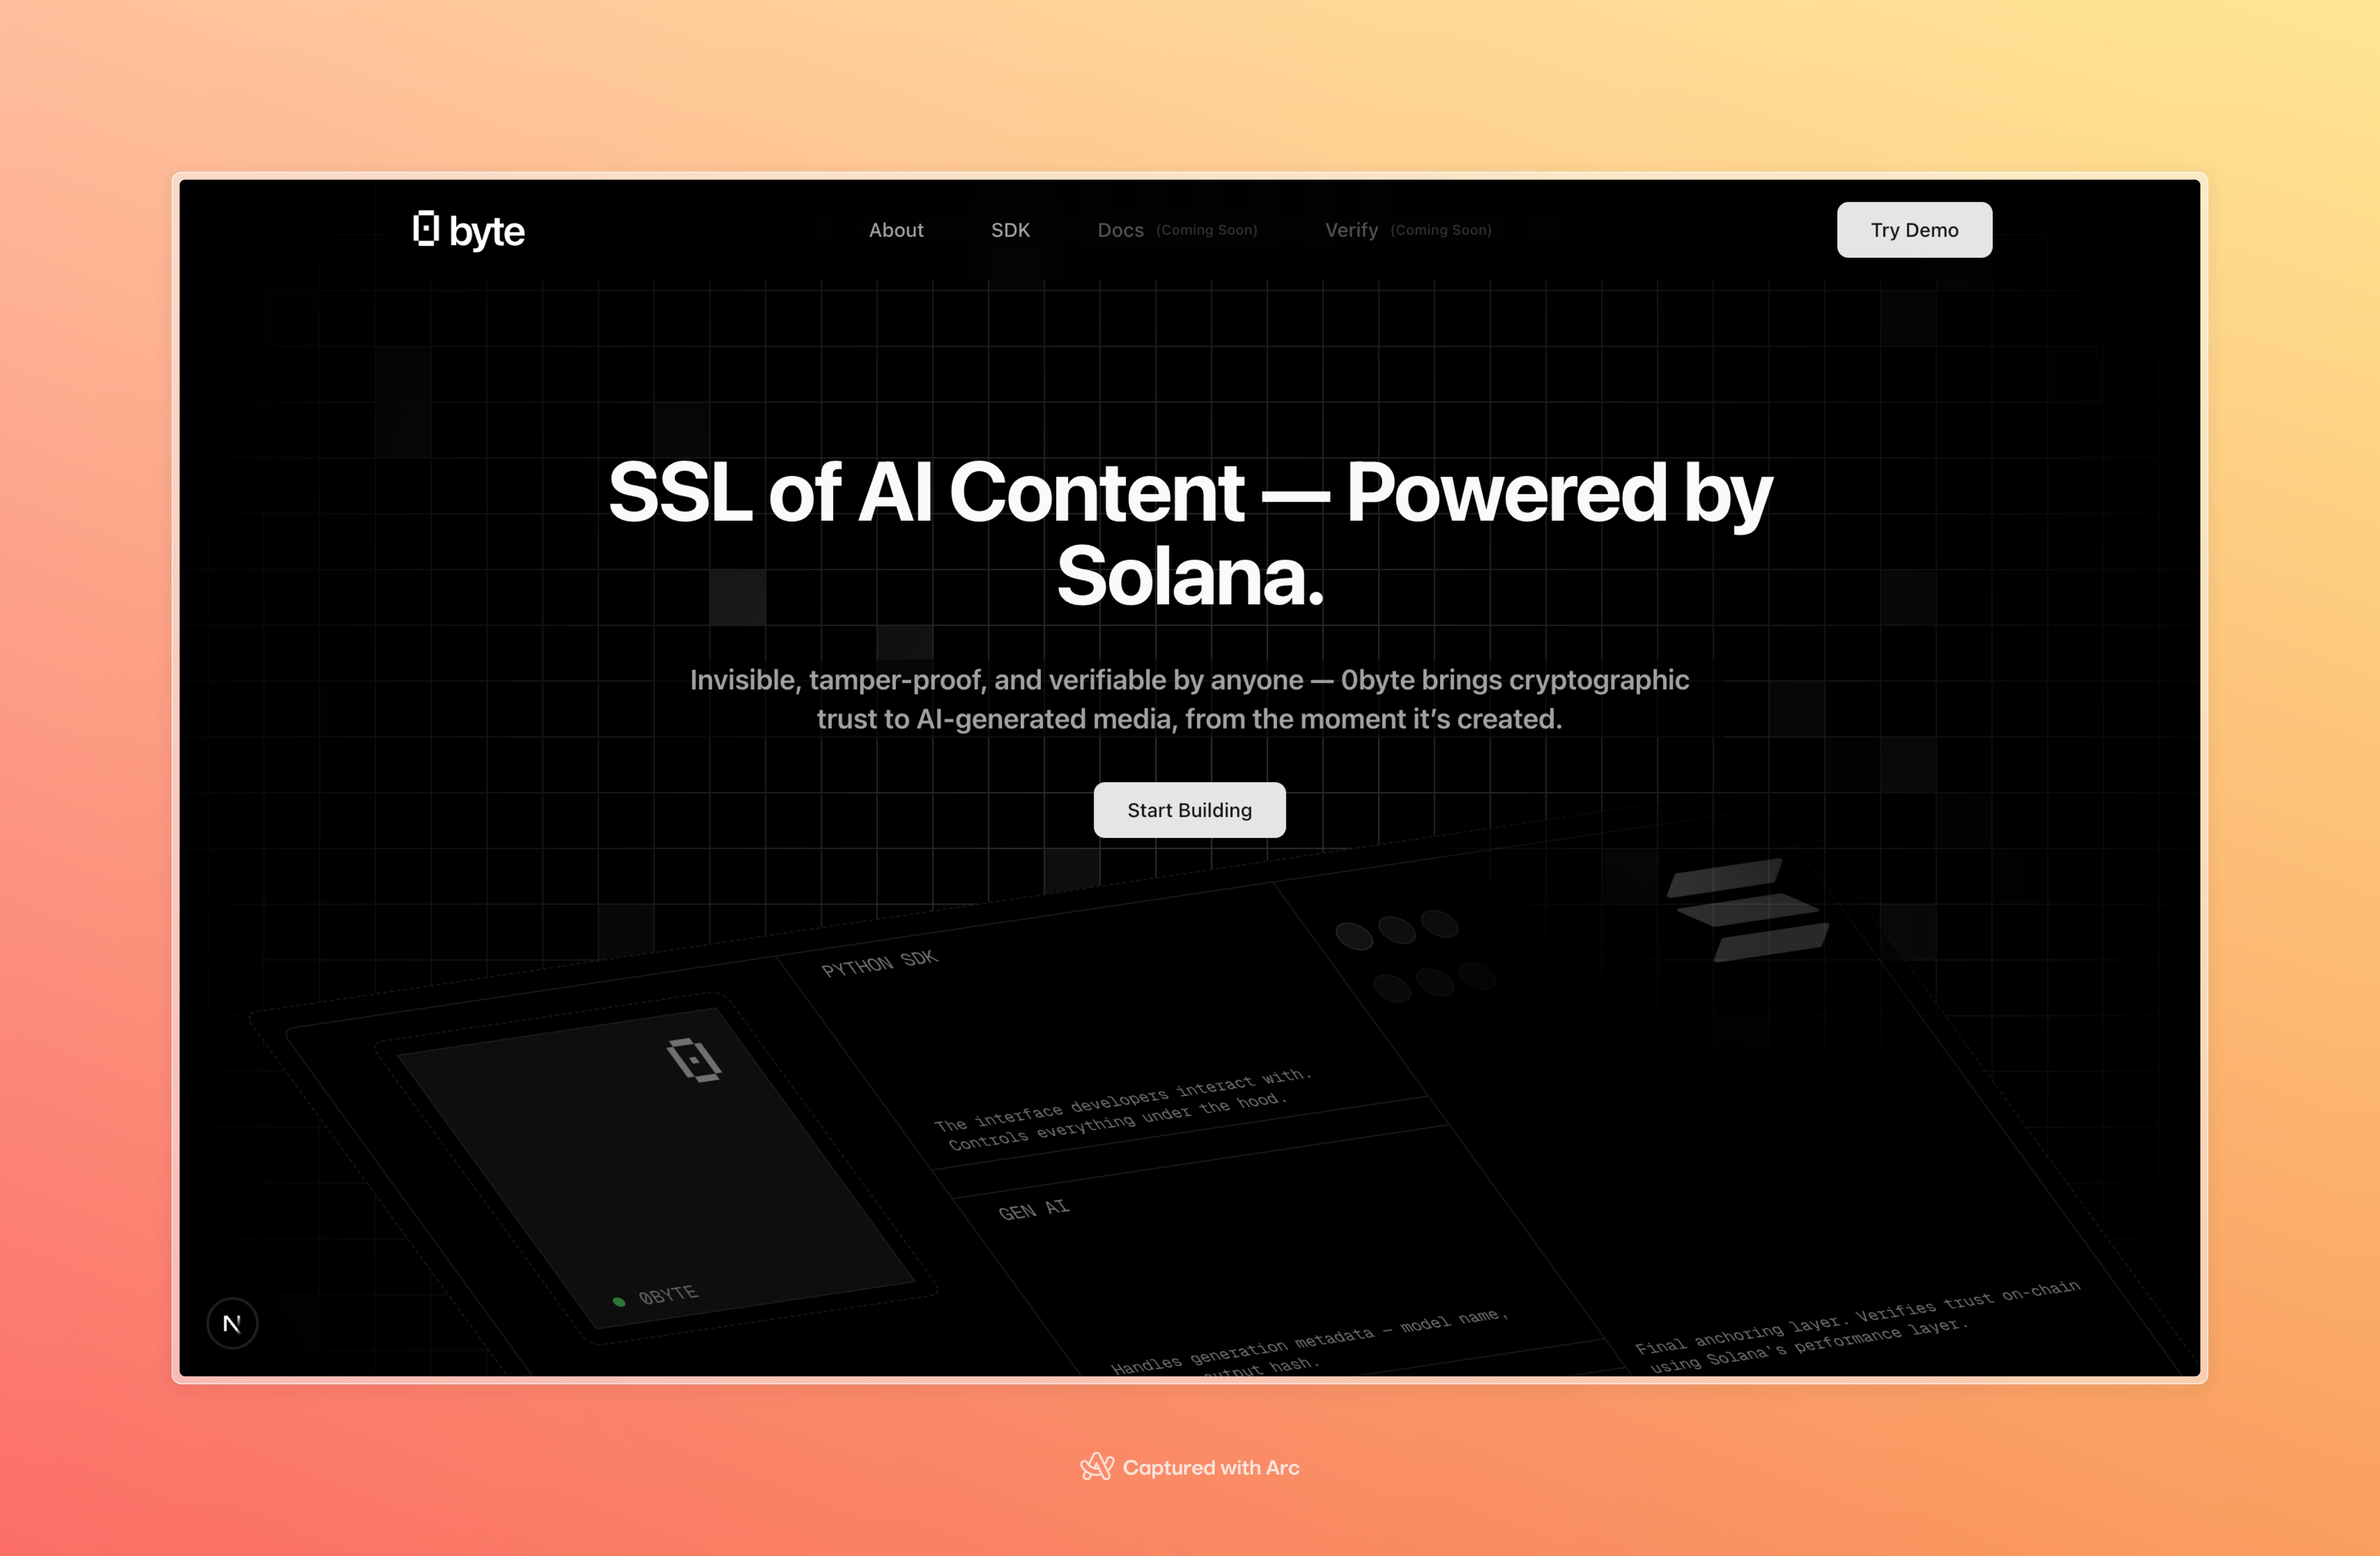 0 byte
About
SDK
Docs (Coming Soon)
Verify (Coming Soon)
Try Demo
SSL of AI Content — Powered by
Solana.
Invisible, tamper-proof, and verifiable by anyone — 0byte brings cryptographic
trust to AI-generated media, from the moment it’s created.
Start Building
PYTHON SDK
The interface developers interact with.
Controls everything under the hood.
0
0BYTE
GEN AI
Handles generation metadata — model name,
output hash.
Final anchoring layer. Verifies trust on-chain
using Solana's performance layer.
N
Captured with Arc